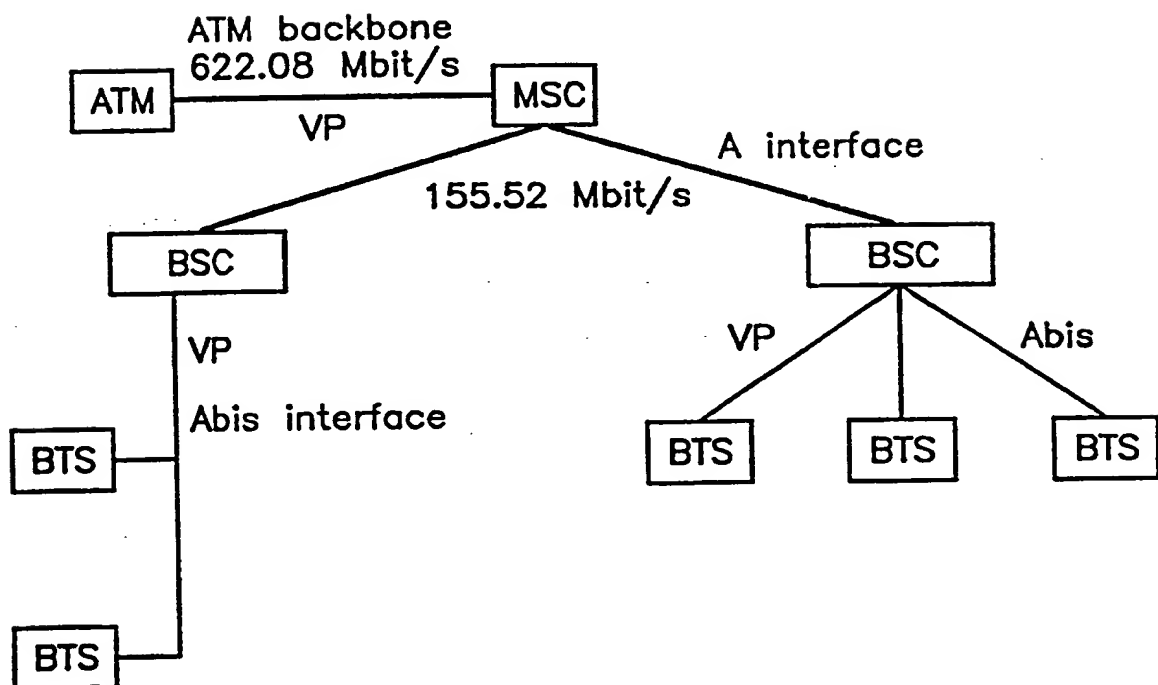 ATM backbone
622.08 Mbit/s
ATM
MSC
VP
A interface
155.52 Mbit/s
BSC
BSC
VP
VP
Abis
Abis interface
BTS
BTS
BTS
BTS
BTS